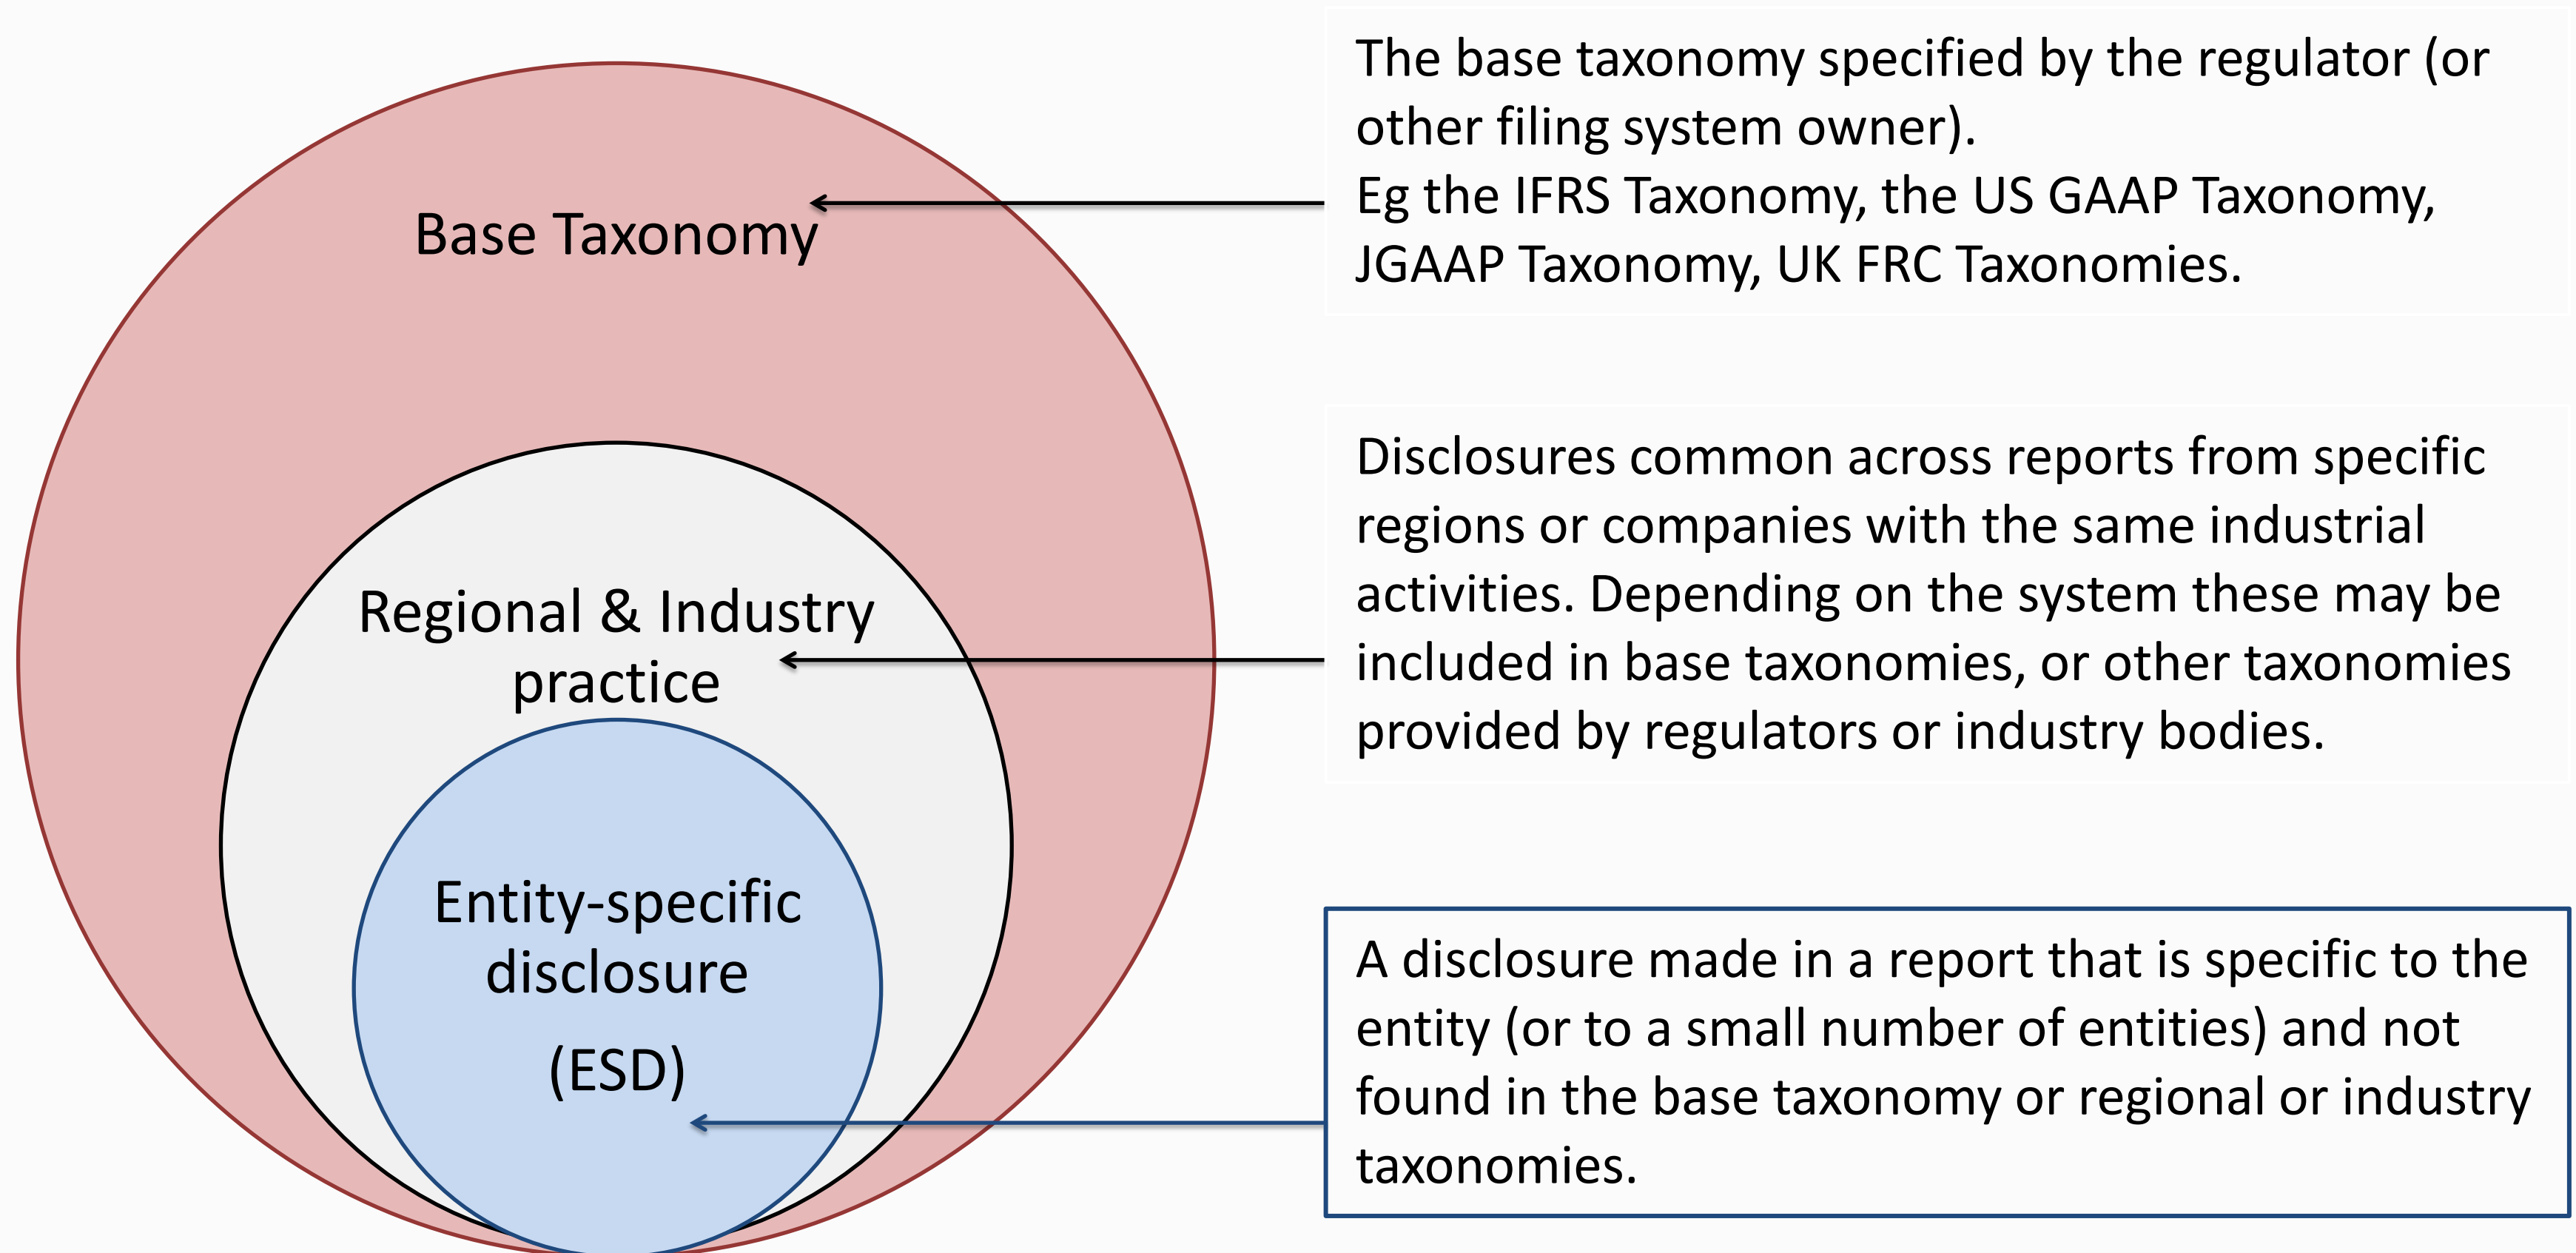 Base Taxonomy
The base taxonomy specified by the regulator (or
other filing system owner).
Eg the IFRS Taxonomy, the US GAAP Taxonomy,
JGAAP Taxonomy, UK FRC Taxonomies.
Regional & Industry
practice
Disclosures common across reports from specific
regions or companies with the same industrial
activities. Depending on the system these may be
included in base taxonomies, or other taxonomies
provided by regulators or industry bodies.
Entity-specific
disclosure
(ESD)
A disclosure made in a report that is specific to the
entity (or to a small number of entities) and not
found in the base taxonomy or regional or industry
taxonomies.